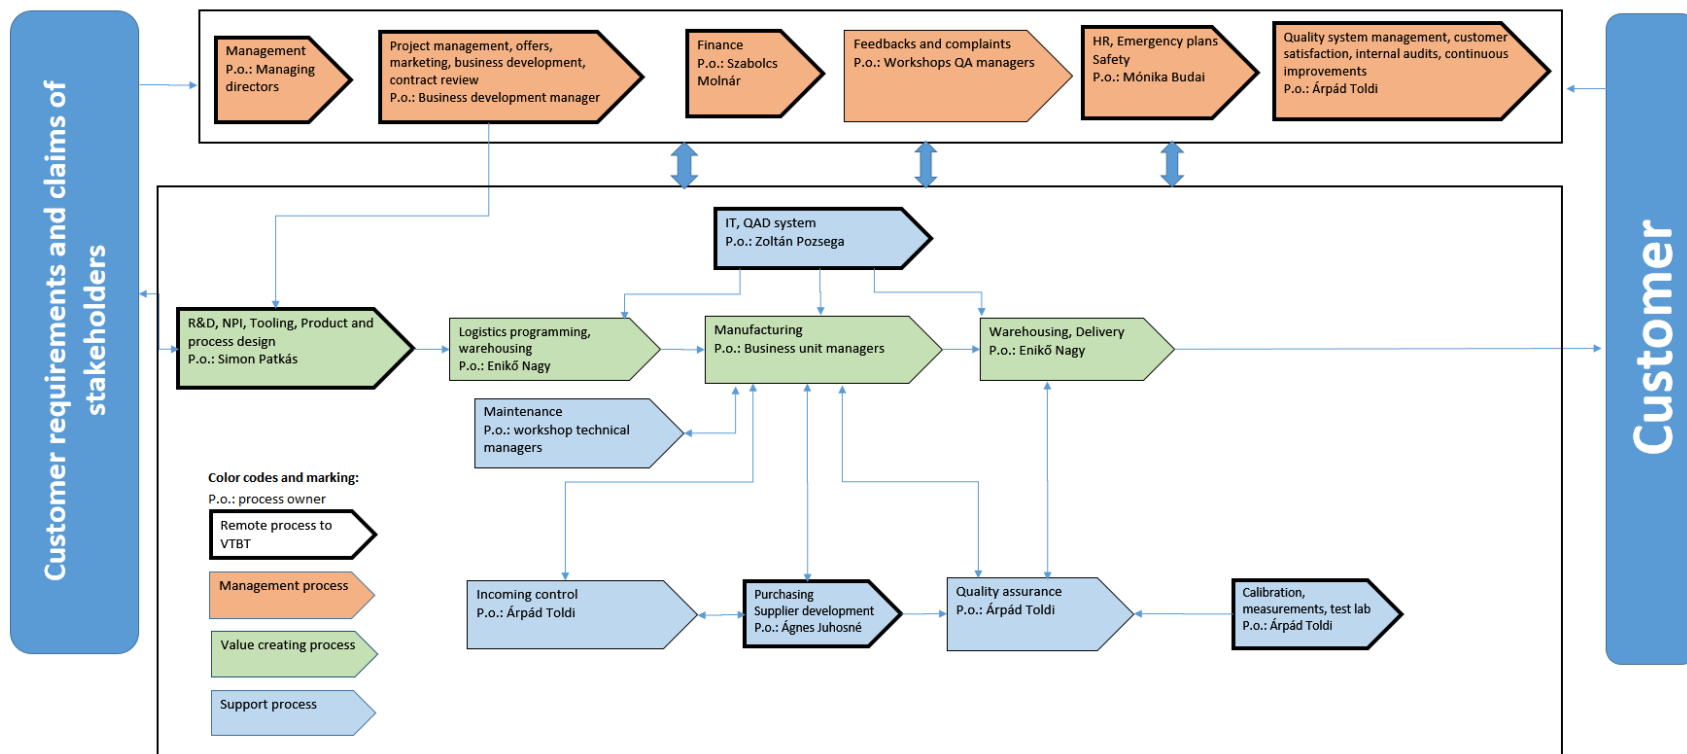 Customer requirements and claims of
stakeholders
Management
P.o.: Managing
directors
Project management, offers,
marketing, business development,
contract review
P.o.: Business development manager
Finance
P.o.: Szabolcs
Molnár
Feedbacks and complaints
P.o.: Workshops QA managers
HR, Emergency plans
Safety
P.o.: Mónika Budai
Quality system management, customer
satisfaction, internal audits, continuous
improvements
P.o.: Árpád Toldi
Customer
IT, QAD system
P.o.: Zoltán Pozsega
R&D, NPI, Tooling, Product and
process design
P.o.: Simon Patkás
Logistics programming,
warehousing
P.o.: Enikő Nagy
Manufacturing
P.o.: Business unit managers
Warehousing, Delivery
P.o.: Enikő Nagy
Maintenance
P.o.: workshop technical
managers
Color codes and marking:
P.o.: process owner
Remote process to
VTBT
Management process
Value creating process
Support process
Incoming control
P.o.: Árpád Toldi
Purchasing
Supplier development
P.o.: Ágnes Juhosné
Quality assurance
P.o.: Árpád Toldi
Calibration,
measurements, test lab
P.o.: Árpád Toldi